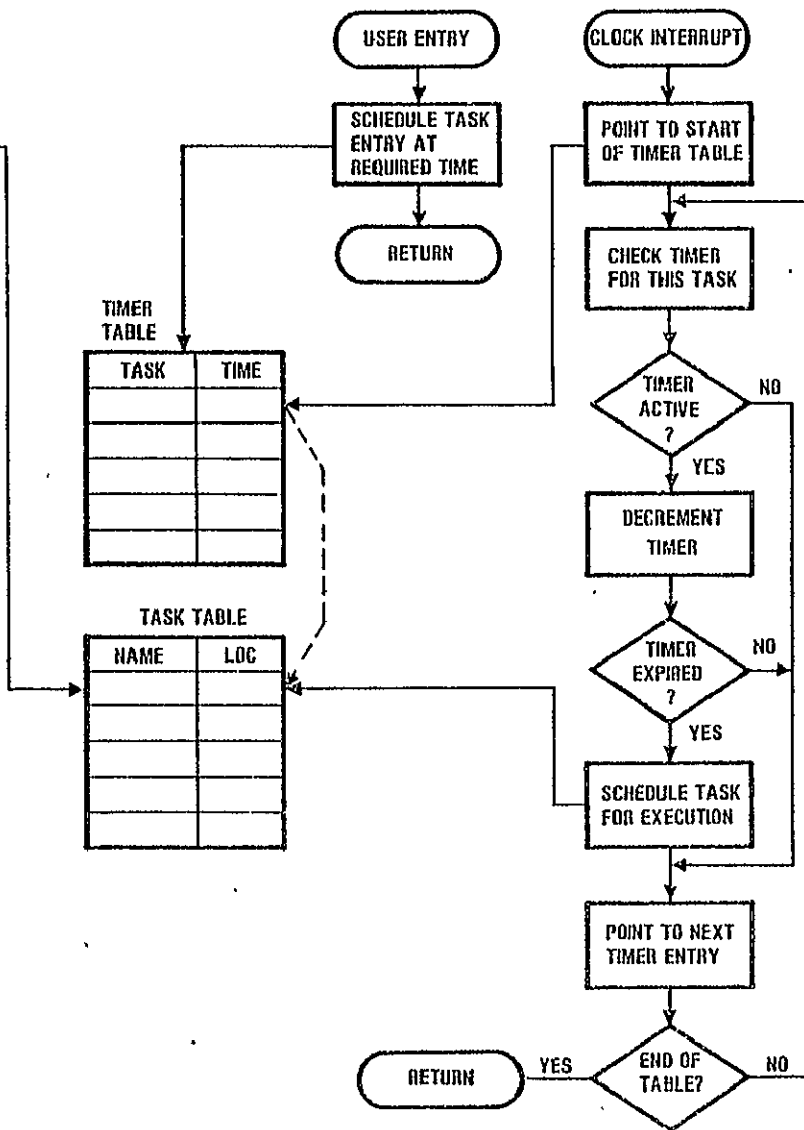 USER ENTRY
SCHEDULE TASK
ENTRY AT
REQUIRED TIME
RETURN
CLOCK INTERRUPT
POINT TO START
OF TIMER TABLE
CHECK TIMER
FOR THIS TASK
TIMER
ACTIVE
?
NO
YES
DECREMENT
TIMER
TIMER
EXPIRED
?
NO
YES
SCHEDULE TASK
FOR EXECUTION
POINT TO NEXT
TIMER ENTRY
END OF
TABLE?
NO
YES
RETURN
TIMER
TABLE
TASK TIME
TASK TABLE
NAME LOC